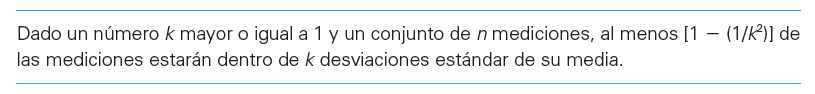 Dado un número k mayor o igual a 1 y un conjunto de n mediciones, al menos [1 − (1/k²)] de
las mediciones estarán dentro de k desviaciones estándar de su media.